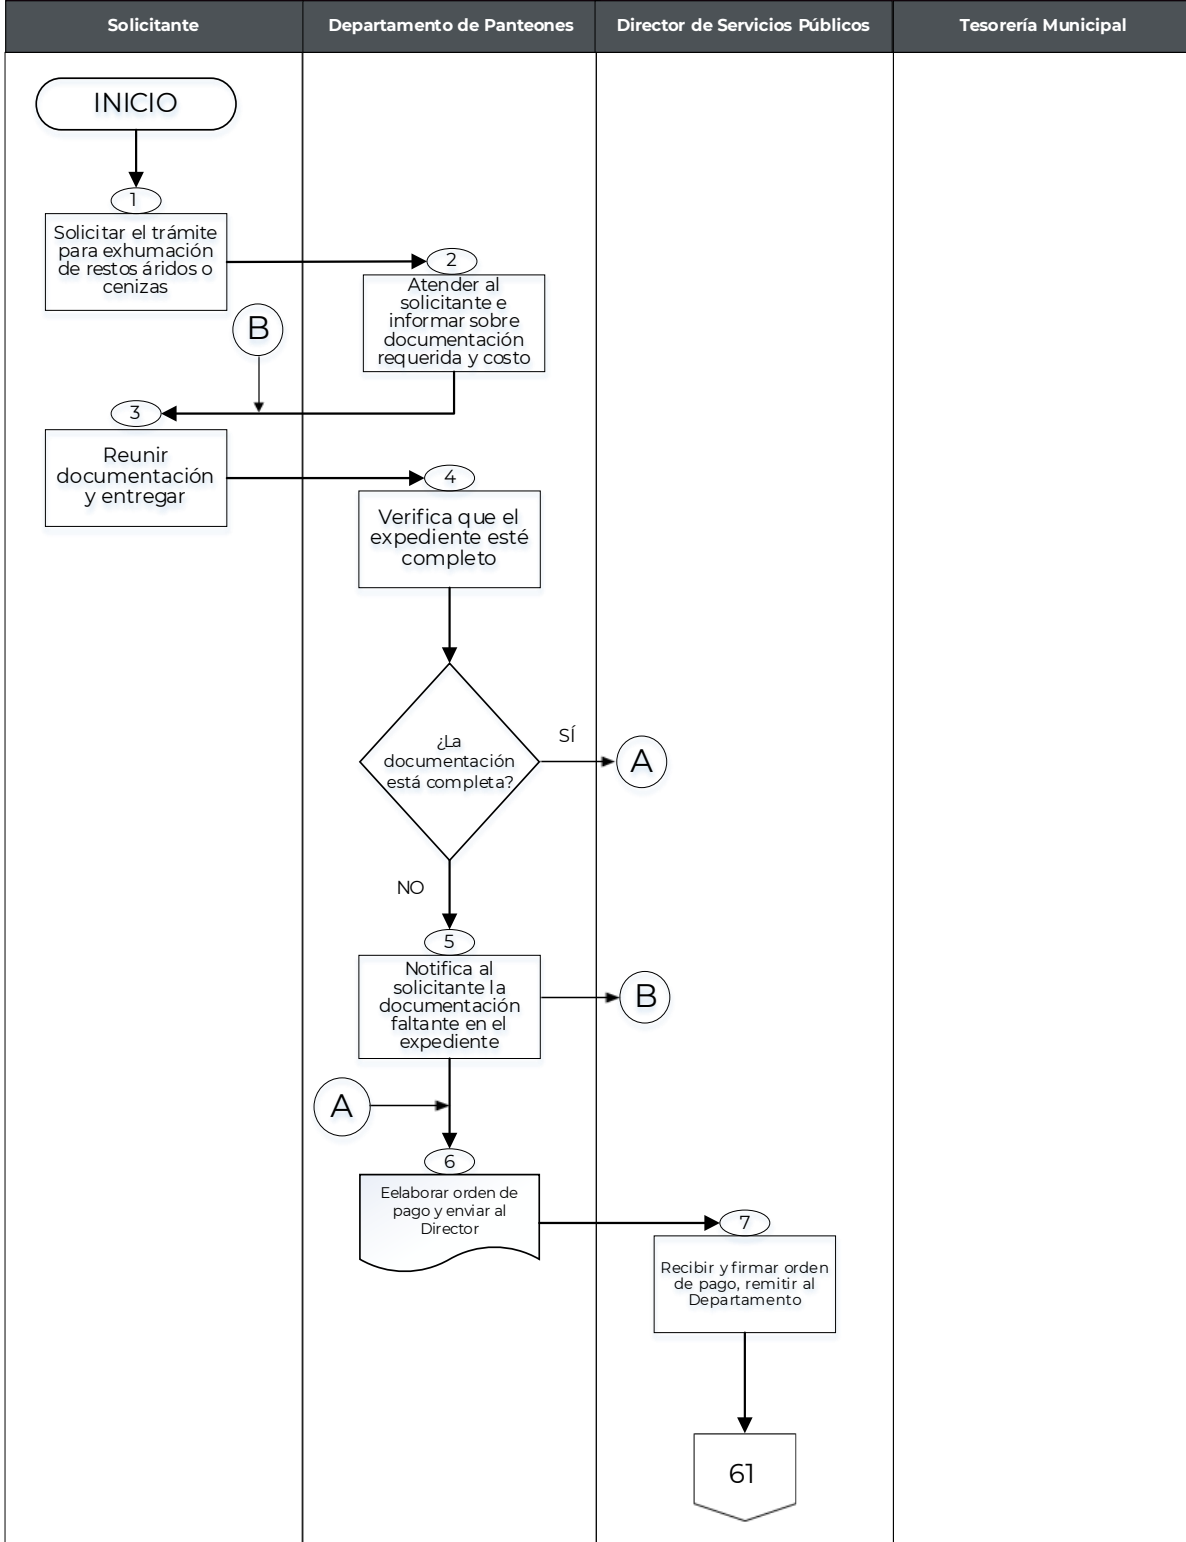 Solicitante
Departamento de Panteones
Director de Servicios Públicos
Tesorería Municipal
INICIO
1
Solicitar el trámite
para exhumación
de restos áridos o
cenizas
2
Atender al
solicitante e
informar sobre
documentación
requerida y costo
B
3
Reunir
documentación
y entregar
4
Verifica que el
expediente esté
completo
¿La
documentación
está completa?
SÍ
A
NO
5
Notifica al
solicitante la
documentación
faltante en el
expediente
B
A
6
Eelaborar orden de
pago y enviar al
Director
7
Recibir y firmar orden
de pago, remitir al
Departamento
61